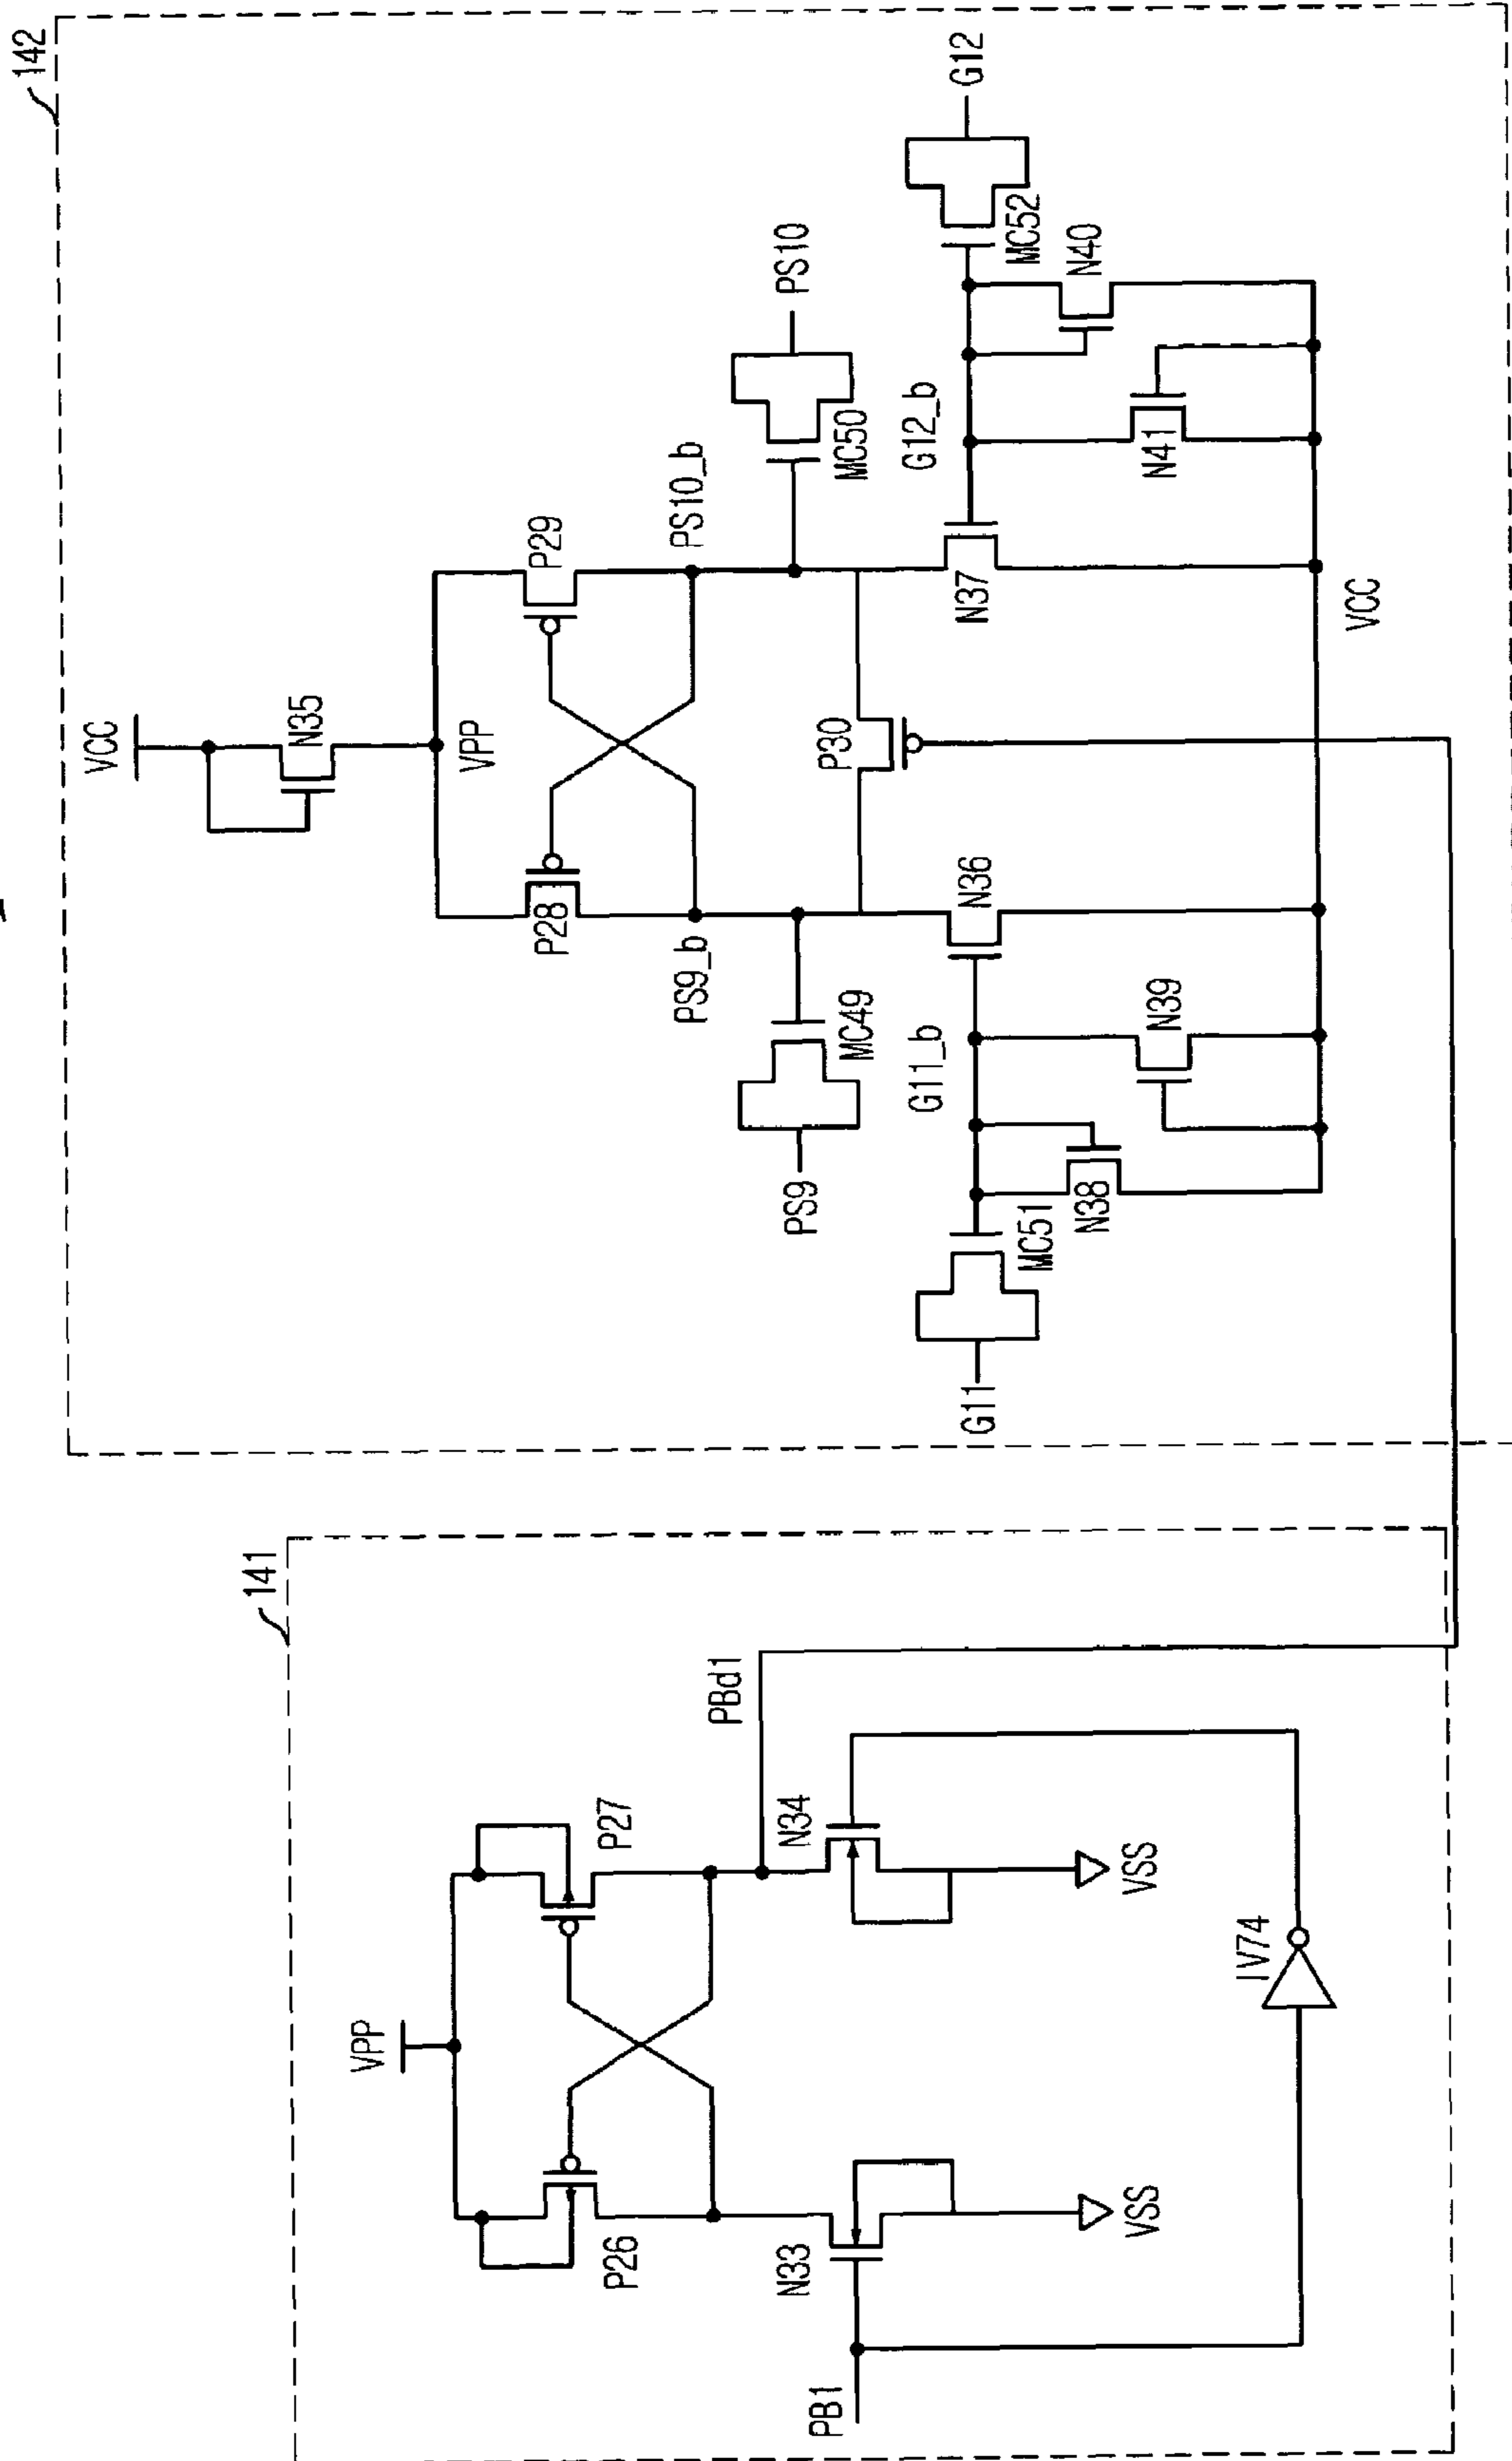 141
VPP
P26
P27
PBd1
N33
N34
VSS
VSS
PB1
IV74
142
VCC
N35
VPP
P28
P29
PS9_b
PS10_b
PS9
MC49
MC50
PS10
P30
G11_b
G12_b
G11
MC51
N36
N37
MC52
G12
N38
N39
N41
N40
VCC